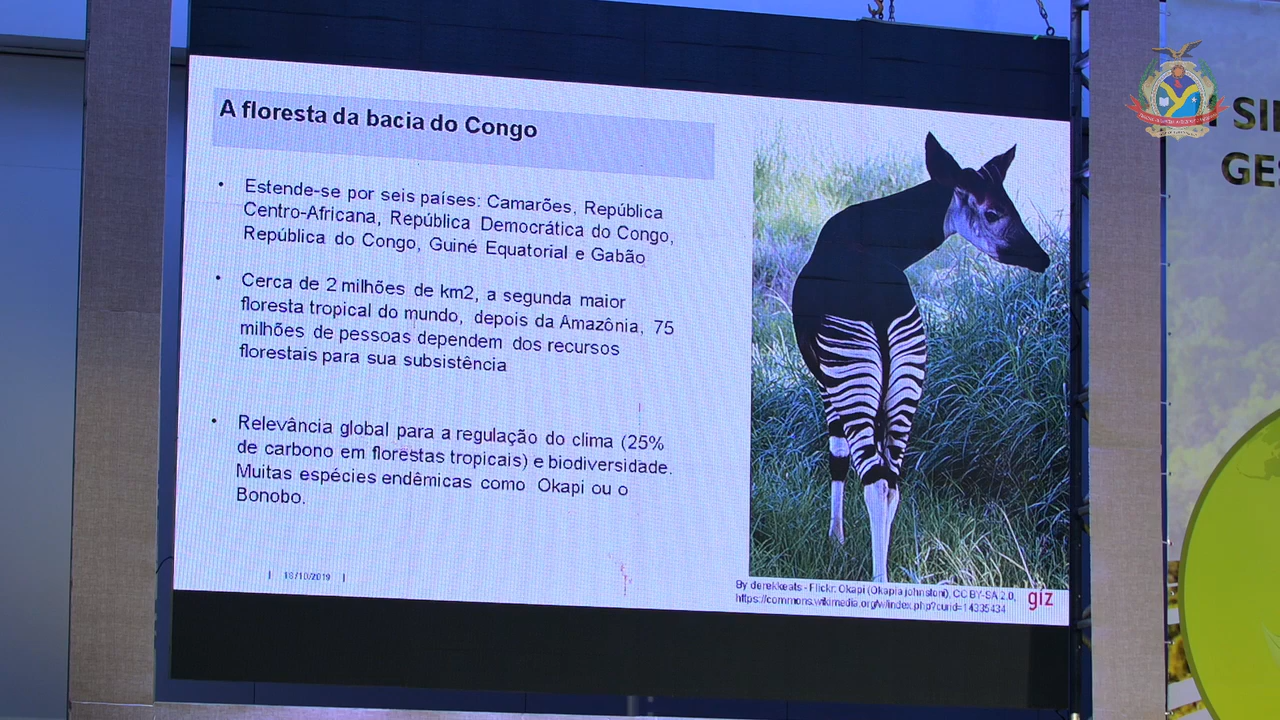 A floresta da bacia do Congo
• Estende-se por seis países: Camarões, República
Centro-Africana, República Democrática do Congo,
República do Congo, Guiné Equatorial e Gabão
• Cerca de 2 milhões de km2, a segunda maior
floresta tropical do mundo, depois da Amazônia, 75
milhões de pessoas dependem dos recursos
florestais para sua subsistência
• Relevância global para a regulação do clima (25%
de carbono em florestas tropicais) e biodiversidade.
Muitas espécies endêmicas como Okapi ou o
Bonobo.
| 18/10/2019 |
By derekkeats - Flickr: Okapi (Okapia johnstoni), CC BY-SA 2.0,
https://commons.wikimedia.org/w/index.php?curid=14335434
giz
SI
GES